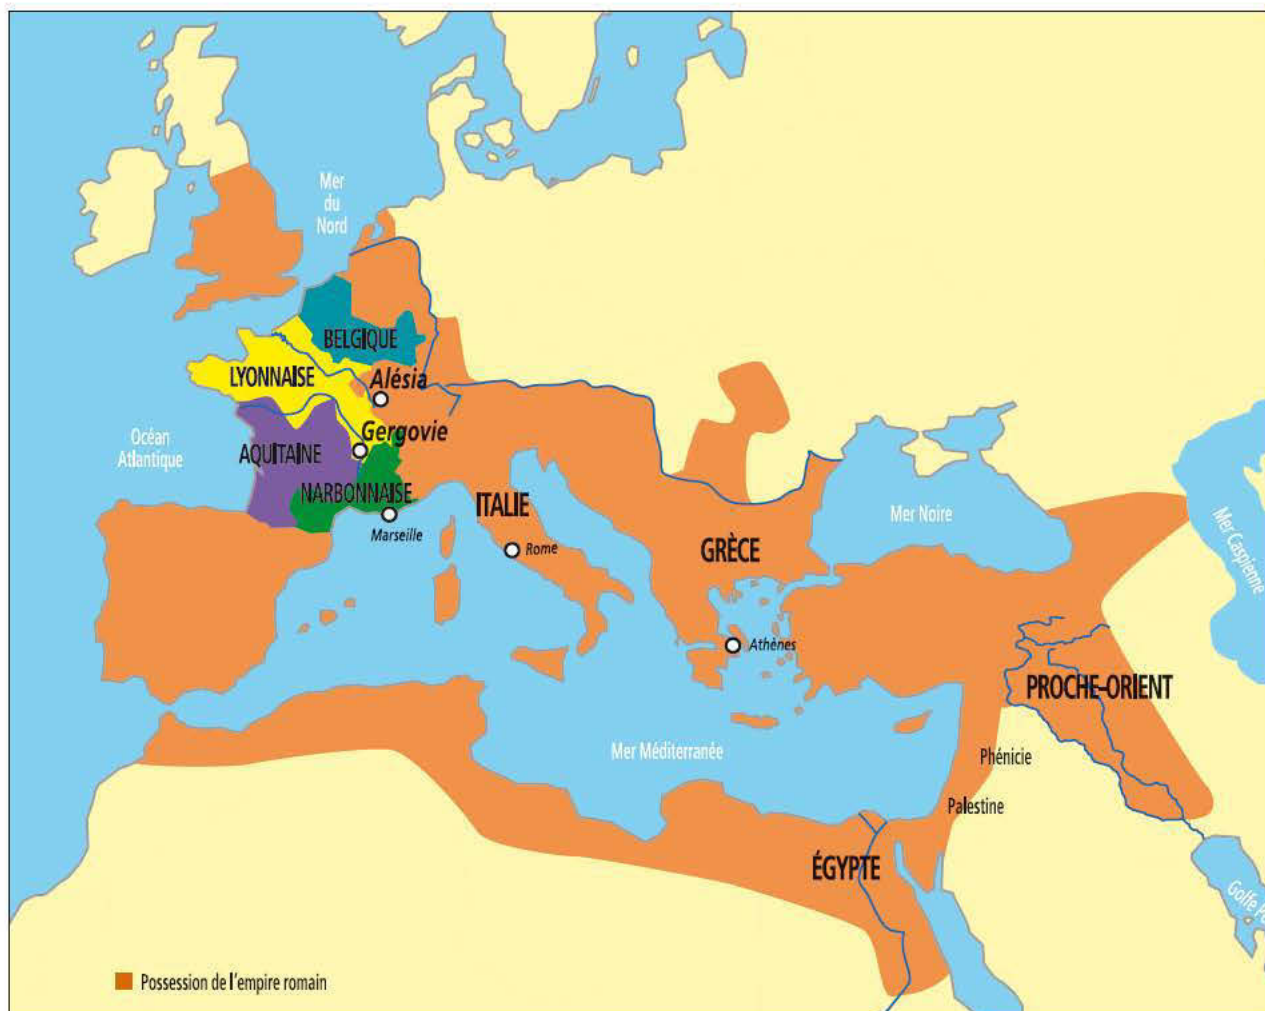 Mer
du
Nord
BELGIQUE
LYONNAISE
Alésia
Océan
Atlantique
Gergovie
AQUITAINE
NARBONNAISE
Marseille
ITALIE
Rome
GRÈCE
Mer Noire
Mer Caspienne
Athènes
PROCHE-ORIENT
Mer Méditerranée
Phénicie
Palestine
ÉGYPTE
Golfe
Possession de l'empire romain